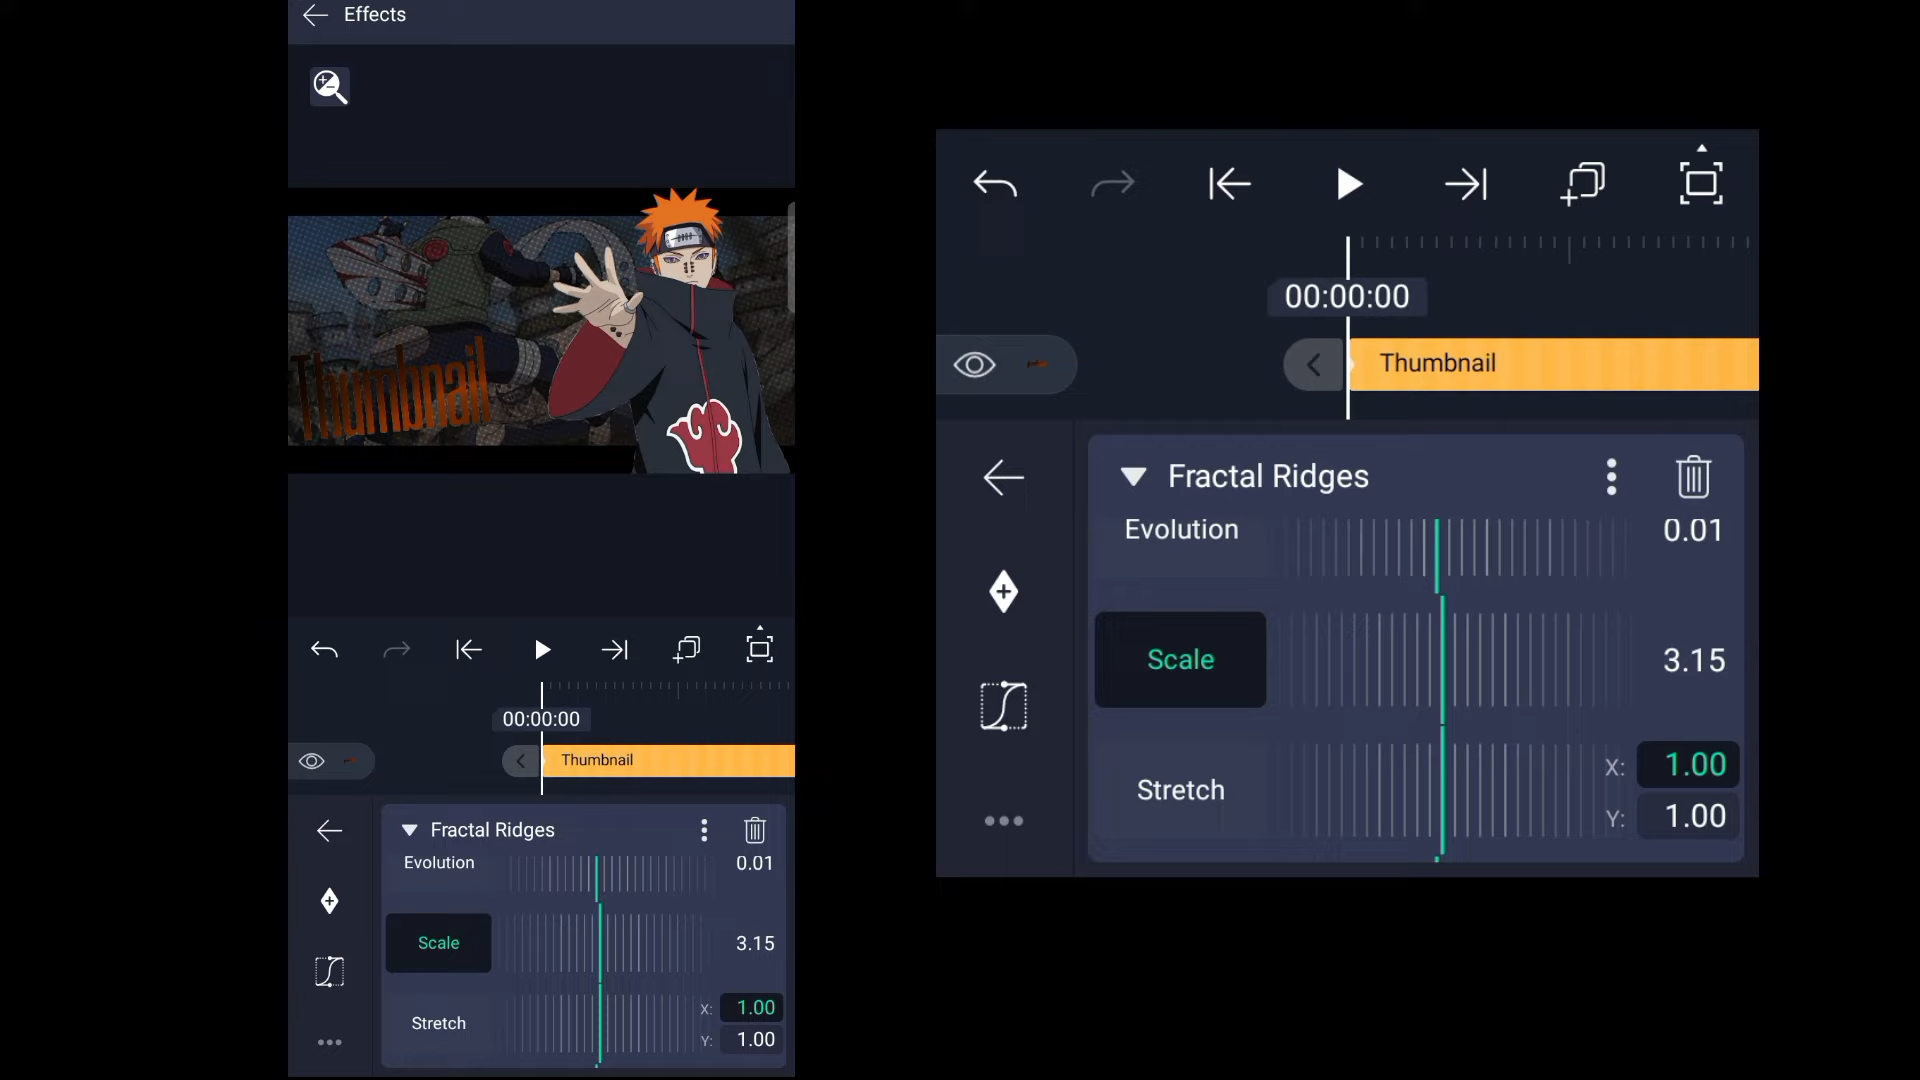 Effects
Thumbnail
00:00:00
Thumbnail
Fractal Ridges
Evolution 0.01
Scale 3.15
Stretch X: 1.00
Y: 1.00
00:00:00
Thumbnail
Fractal Ridges
Evolution 0.01
Scale 3.15
Stretch X: 1.00
Y: 1.00